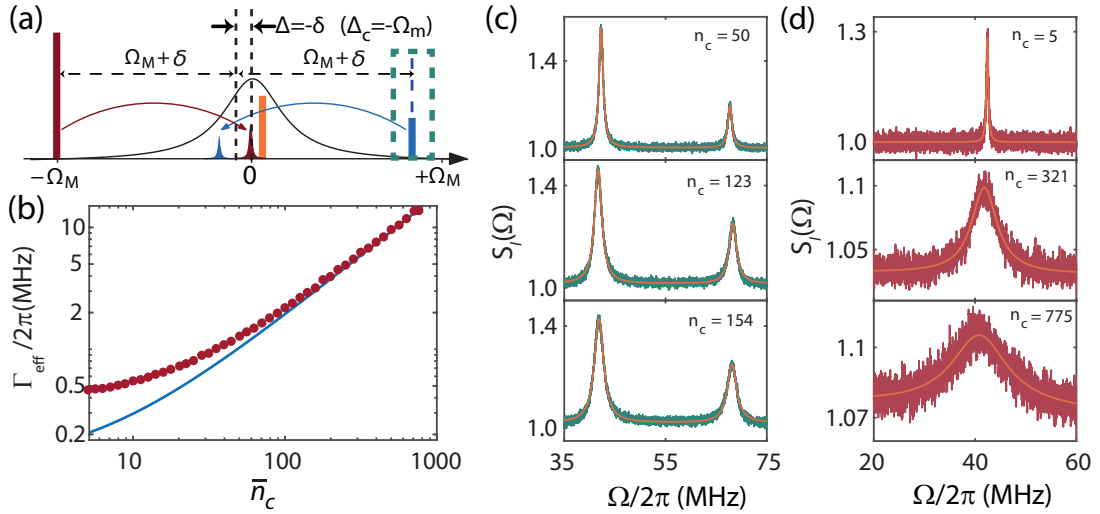 (a)
Δ=-δ (Δc=-Ωm)
ΩM+δ
ΩM+δ
-ΩM
0
+ΩM
(b)
Γeff/2π(MHz)
10
5
2
1
0.5
0.2
10
100
1000
n̅c
(c)
SI(Ω)
nc = 50
1.4
1.0
nc = 123
1.4
1.0
nc = 154
1.4
1.0
35
55
75
Ω/2π (MHz)
(d)
SI(Ω)
nc = 5
1.3
1.0
nc = 321
1.1
1.05
nc = 775
1.1
1.07
20
40
60
Ω/2π (MHz)